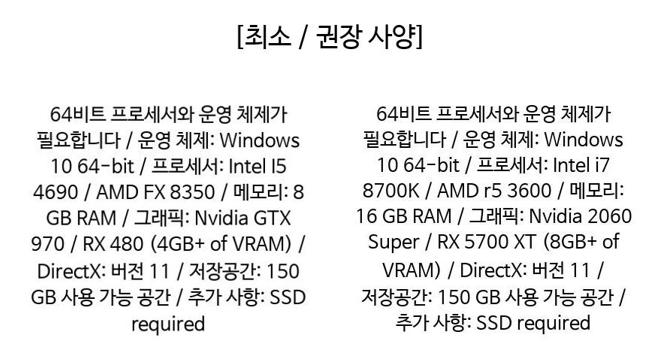 [최소 / 권장 사양]
64비트 프로세서와 운영 체제가
필요합니다 / 운영 체제: Windows
10 64-bit / 프로세서: Intel I5
4690 / AMD FX 8350 / 메모리: 8
GB RAM / 그래픽: Nvidia GTX
970 / RX 480 (4GB+ of VRAM) /
DirectX: 버전 11 / 저장공간: 150
GB 사용 가능 공간 / 추가 사항: SSD
required
64비트 프로세서와 운영 체제가
필요합니다 / 운영 체제: Windows
10 64-bit / 프로세서: Intel i7
8700K / AMD r5 3600 / 메모리:
16 GB RAM / 그래픽: Nvidia 2060
Super / RX 5700 XT (8GB+ of
VRAM) / DirectX: 버전 11 /
저장공간: 150 GB 사용 가능 공간 /
추가 사항: SSD required